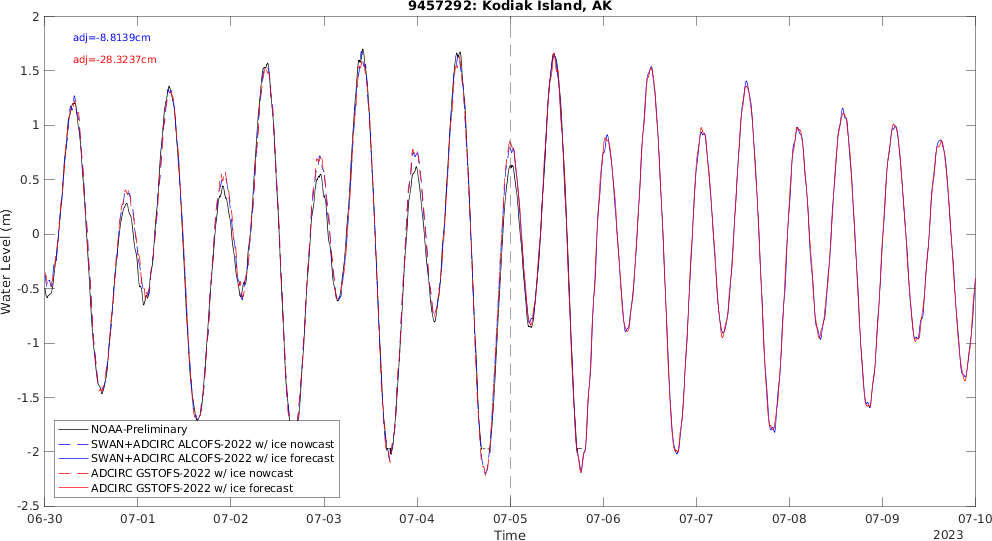 9457292: Kodiak Island, AK
adj=-8.8139cm
adj=-28.3237cm
Water Level (m)
2
1.5
1
0.5
0
-0.5
-1
-1.5
-2
-2.5
NOAA-Preliminary
SWAN+ADCIRC ALCOFS-2022 w/ ice nowcast
SWAN+ADCIRC ALCOFS-2022 w/ ice forecast
ADCIRC GSTOFS-2022 w/ ice nowcast
ADCIRC GSTOFS-2022 w/ ice forecast
06-30 07-01 07-02 07-03 07-04 07-05 07-06 07-07 07-08 07-09 07-10
Time
2023